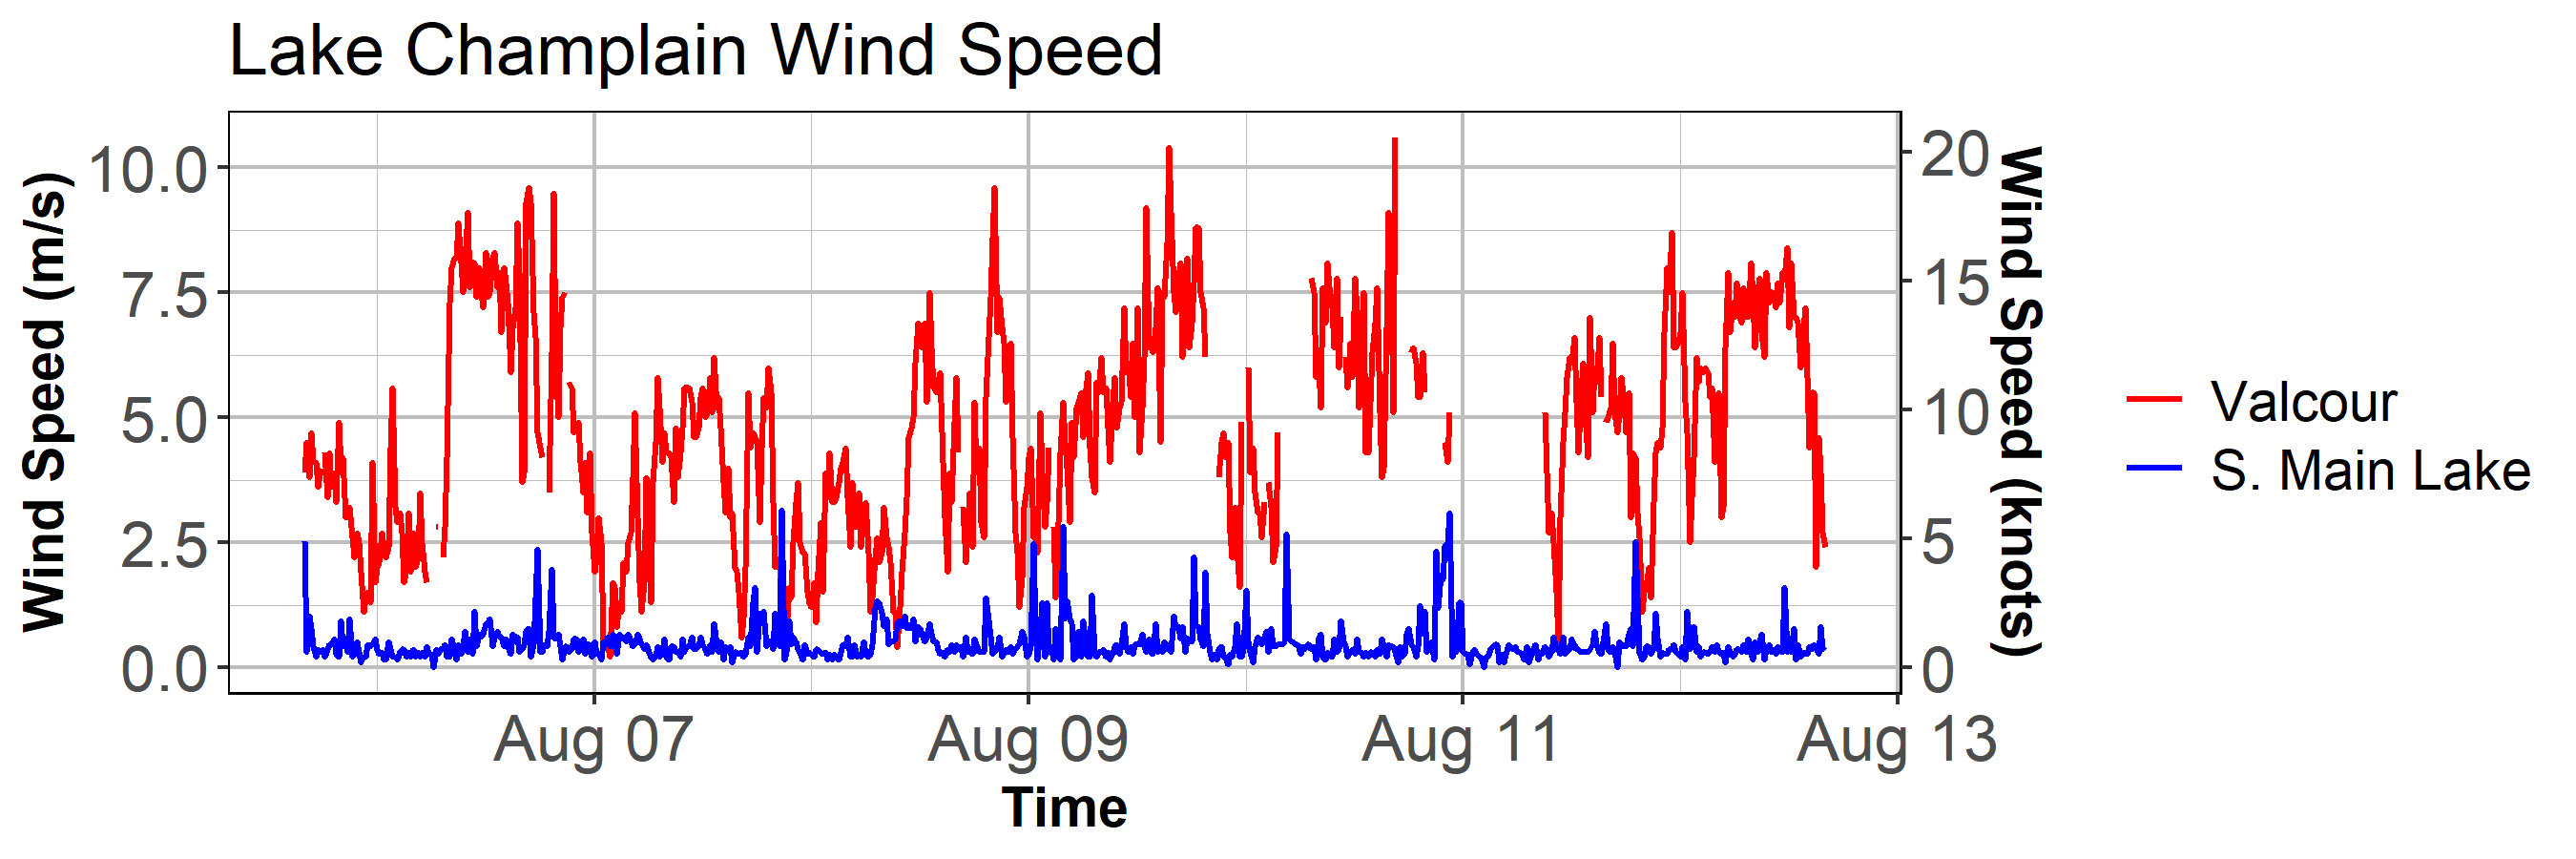 Lake Champlain Wind Speed
Wind Speed (m/s)
10.0
7.5
5.0
2.5
0.0
20
15
10
5
0
Wind Speed (knots)
Aug 07
Aug 09
Aug 11
Aug 13
Time
Valcour
S. Main Lake